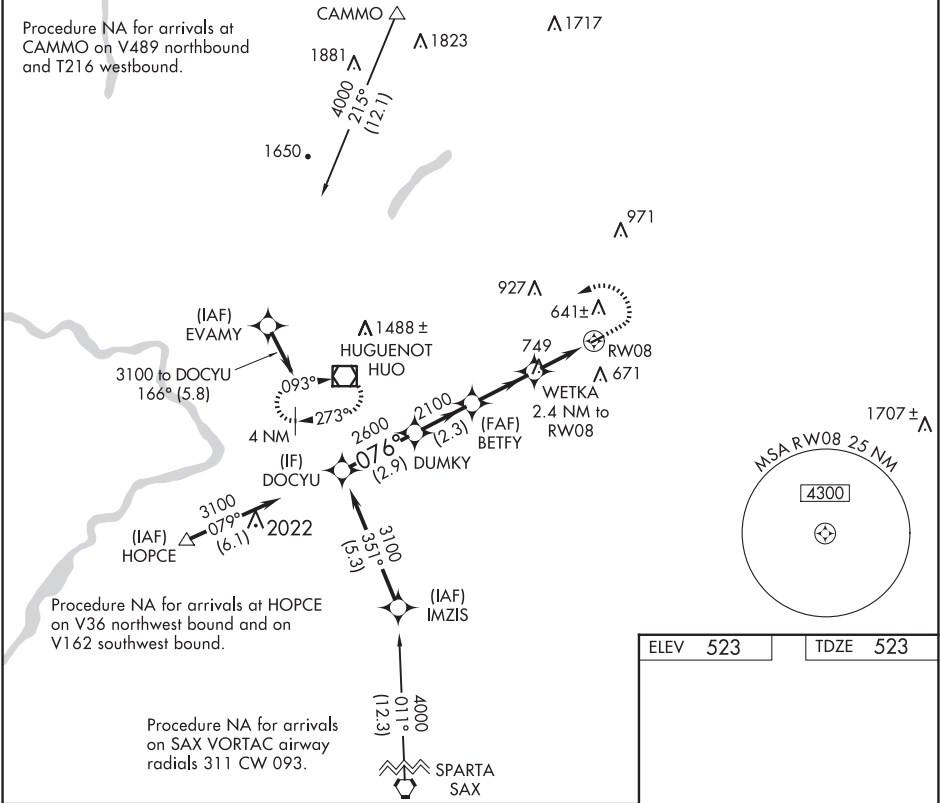 Procedure NA for arrivals at
CAMMO on V489 northbound
and T216 westbound.
CAMMO
1881
1823
1717
4000
215°
(12.1)
1650
971
927
641±
(IAF)
EVAMY
1488 ±
HUGUENOT
HUO
3100 to DOCYU
166° (5.8)
093°
273°
4 NM
749
RW08
671
WETKA
2.4 NM to
RW08
2100
(2.3)
(FAF)
BETFY
2600
076°
(2.9)
DUMKY
(IF)
DOCYU
1707 ±
MSA RW08 25 NM
4300
3100
079°
(6.1)
2022
(IAF)
HOPCE
3100
351°
(5.3)
(IAF)
IMZIS
Procedure NA for arrivals at HOPCE
on V36 northwest bound and on
V162 southwest bound.
ELEV 523
TDZE 523
4000
011°
(12.3)
Procedure NA for arrivals
on SAX VORTAC airway
radials 311 CW 093.
SPARTA
SAX